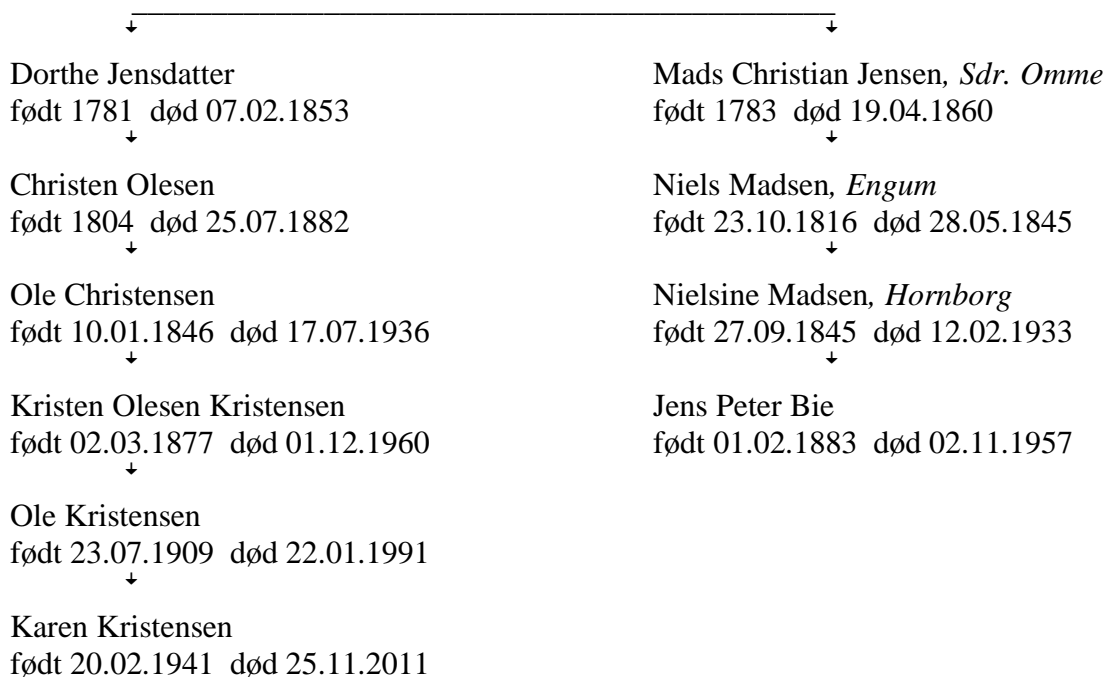 Dorthe Jensdatter
født 1781 død 07.02.1853
Christen Olesen
født 1804 død 25.07.1882
Ole Christensen
født 10.01.1846 død 17.07.1936
Kristen Olesen Kristensen
født 02.03.1877 død 01.12.1960
Ole Kristensen
født 23.07.1909 død 22.01.1991
Karen Kristensen
født 20.02.1941 død 25.11.2011
Mads Christian Jensen, Sdr. Omme
født 1783 død 19.04.1860
Niels Madsen, Engum
født 23.10.1816 død 28.05.1845
Nielsine Madsen, Hornborg
født 27.09.1845 død 12.02.1933
Jens Peter Bie
født 01.02.1883 død 02.11.1957